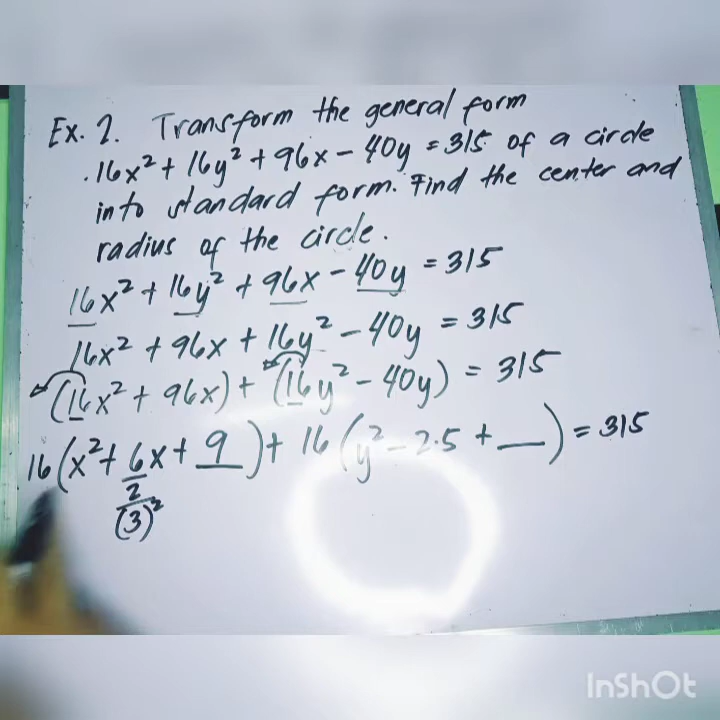 Ex. 2. Transform the general form
16x² + 16y² + 96x - 40y = 315 of a circle
into standard form. Find the center and
radius of the circle.
16x² + 16y² + 96x - 40y = 315
16x² + 96x + 16y² - 40y = 315
(16x² + 96x) + (16y² - 40y) = 315
16(x² + 6x + 9) + 16(y² - 2.5 + __) = 315
2
(3)²
InShOt